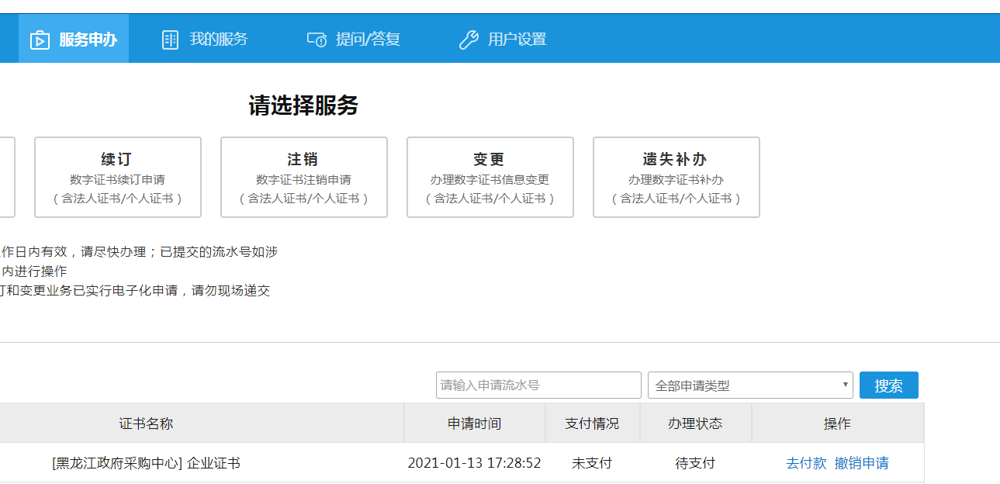 服务申办 我的服务 提问/答复 用户设置
请选择服务
续订 注销 变更 遗失补办
数字证书续订申请 数字证书注销申请 办理数字证书信息变更 办理数字证书补办
(含法人证书/个人证书) (含法人证书/个人证书) (含法人证书/个人证书) (含法人证书/个人证书)
作日内有效，请尽快办理；已提交的流水号如涉
内进行操作
和变更业务已实行电子化申请，请勿现场递交
请输入申请流水号 全部申请类型 搜索
证书名称 申请时间 支付情况 办理状态 操作
[黑龙江政府采购中心] 企业证书 2021-01-13 17:28:52 未支付 待支付 去付款 撤销申请